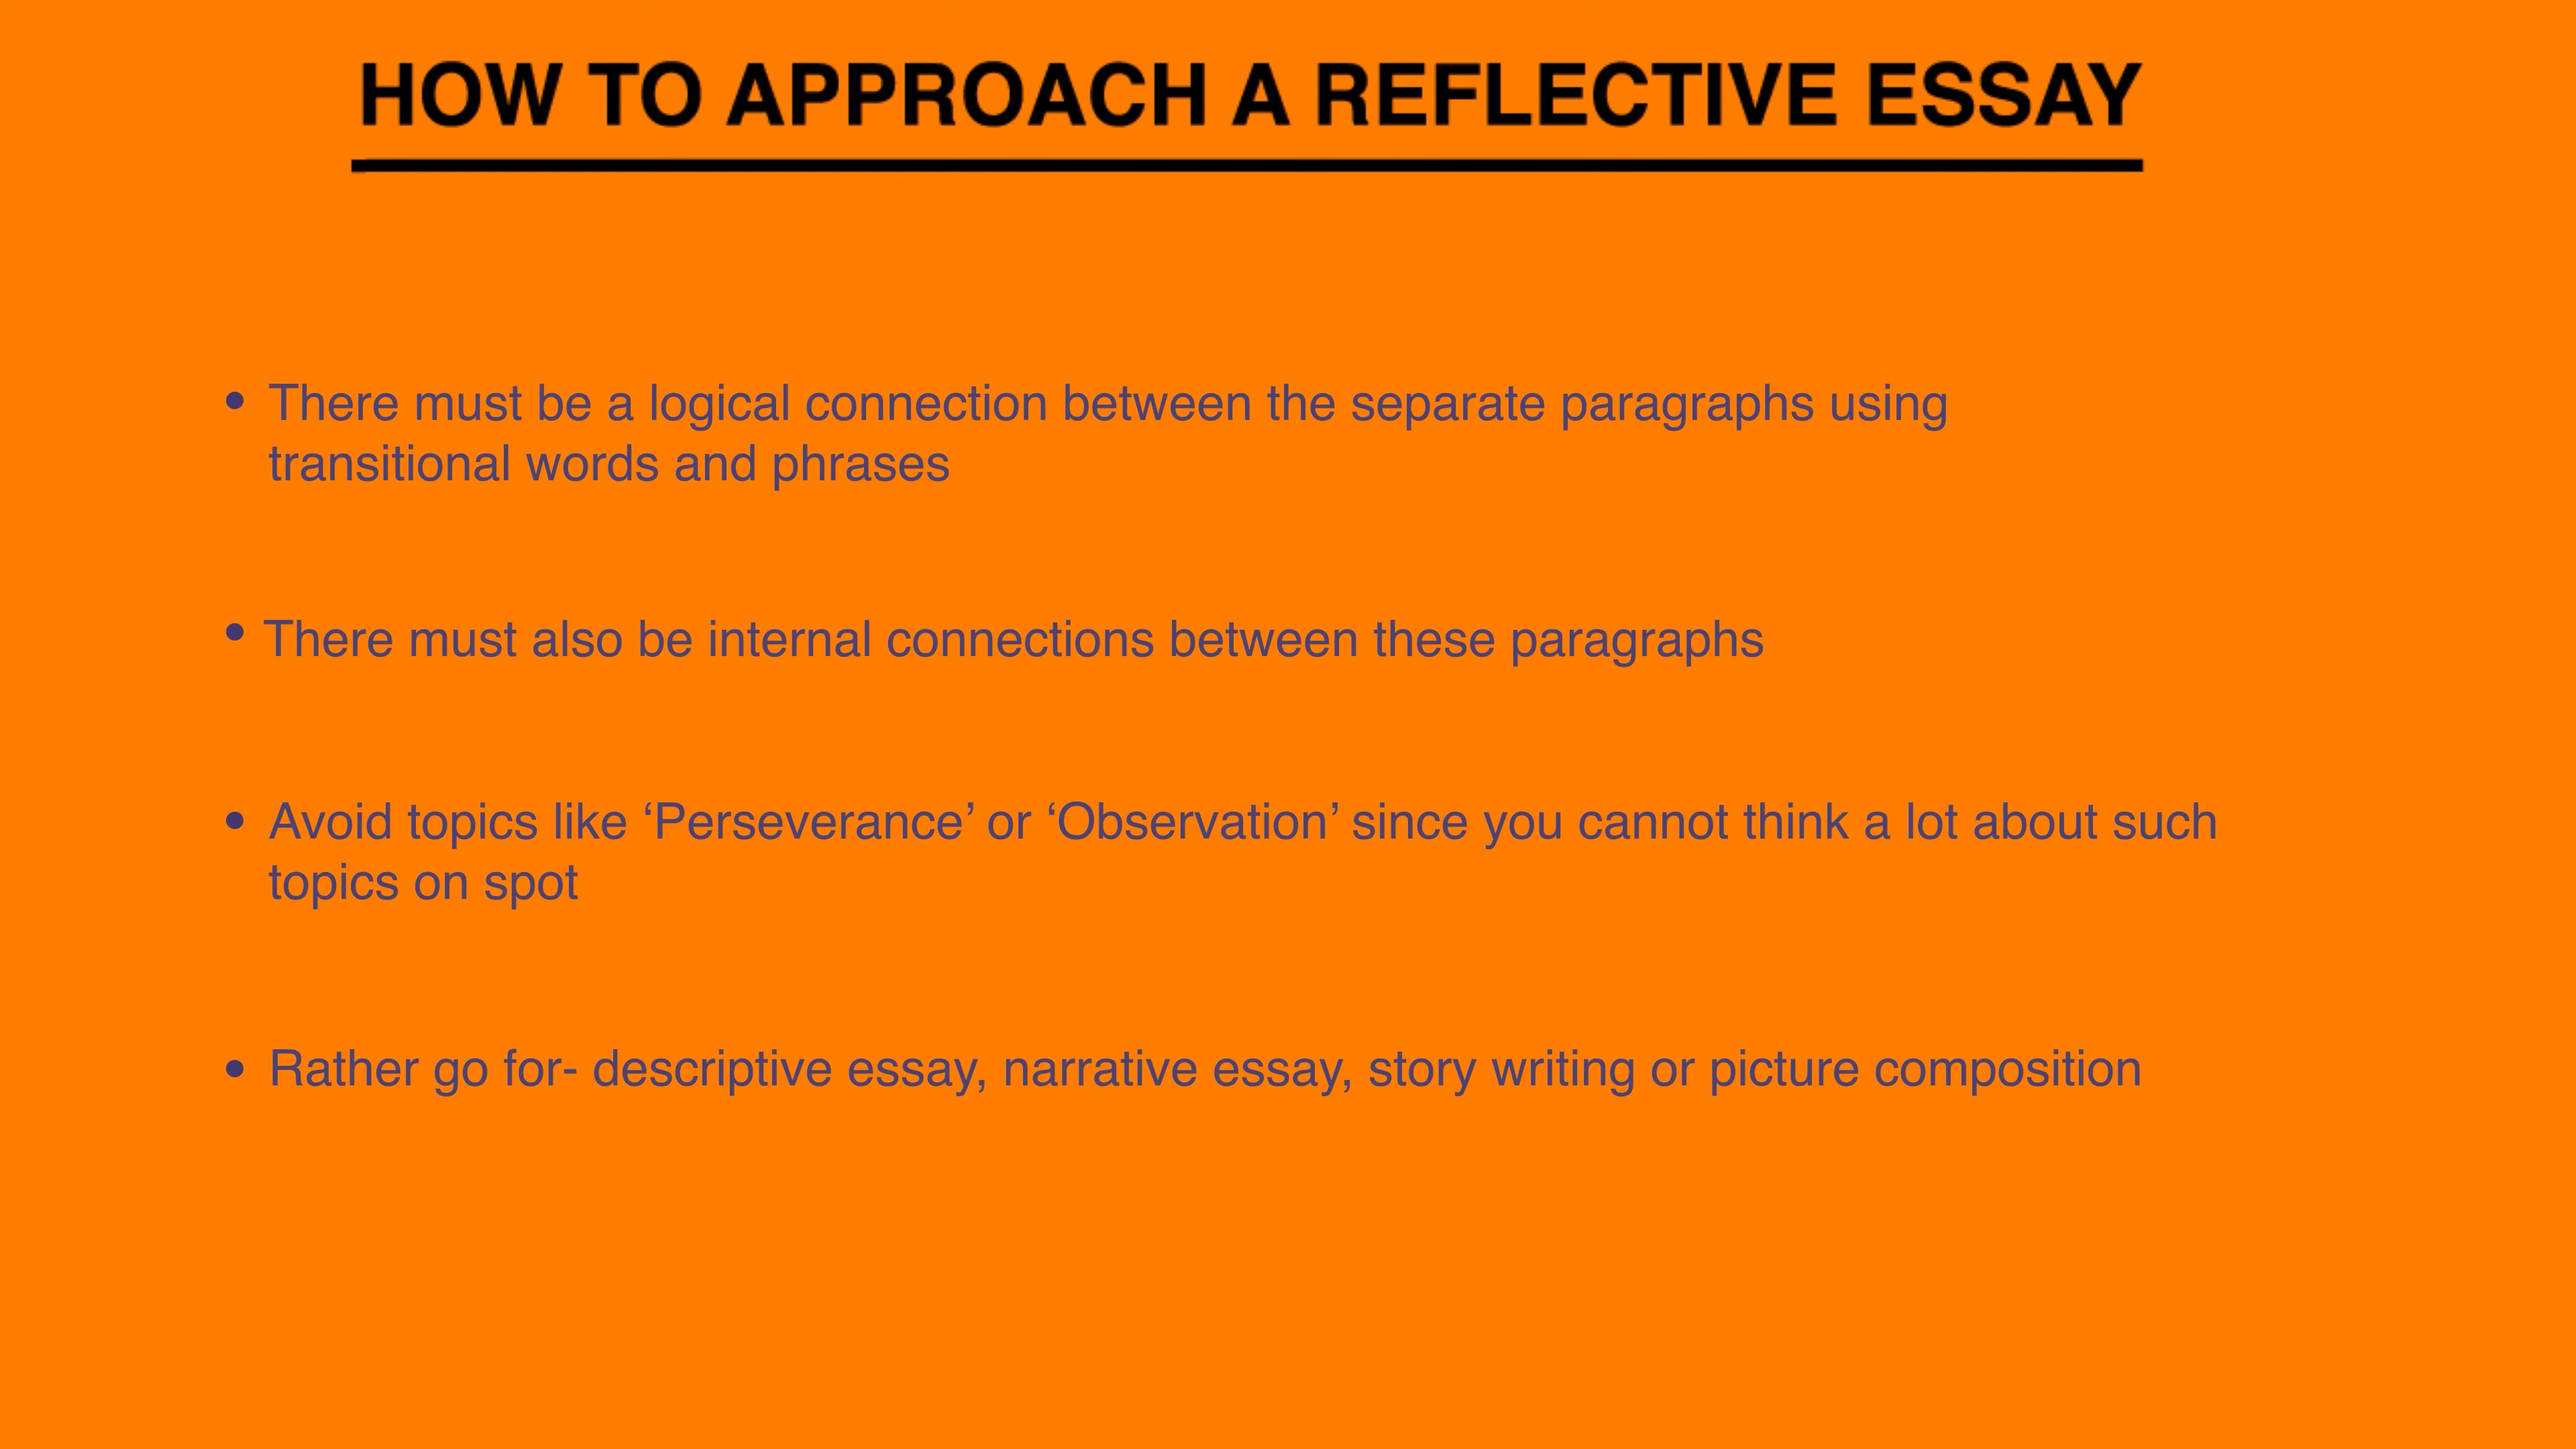 HOW TO APPROACH A REFLECTIVE ESSAY
• There must be a logical connection between the separate paragraphs using
transitional words and phrases
• There must also be internal connections between these paragraphs
• Avoid topics like ‘Perseverance’ or ‘Observation’ since you cannot think a lot about such
topics on spot
• Rather go for- descriptive essay, narrative essay, story writing or picture composition